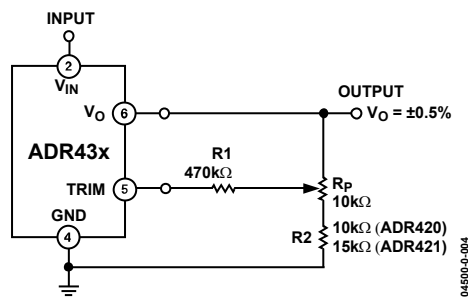 INPUT
2
VIN
VO
6
OUTPUT
VO = ±0.5%
ADR43x
R1
470kΩ
TRIM
5
RP
10kΩ
GND
4
R2
10kΩ (ADR420)
15kΩ (ADR421)
04500-0-004